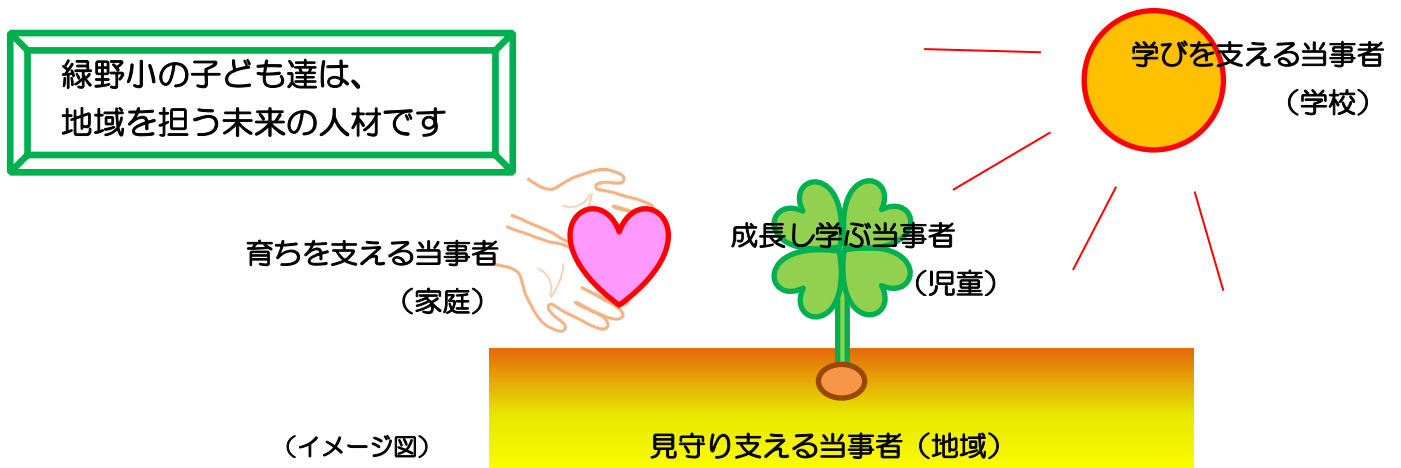 緑野小の子ども達は、
地域を担う未来の人材です
学びを支える当事者
（学校）
育ちを支える当事者
（家庭）
成長し学ぶ当事者
（児童）
（イメージ図）
見守り支える当事者（地域）